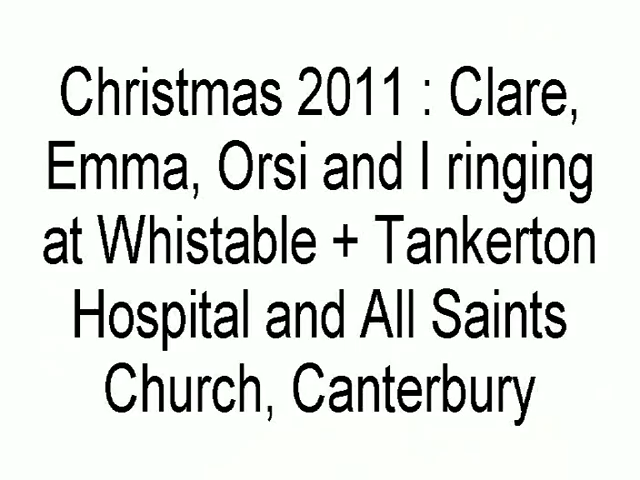 Christmas 2011 : Clare,
Emma, Orsi and I ringing
at Whistable + Tankerton
Hospital and All Saints
Church, Canterbury